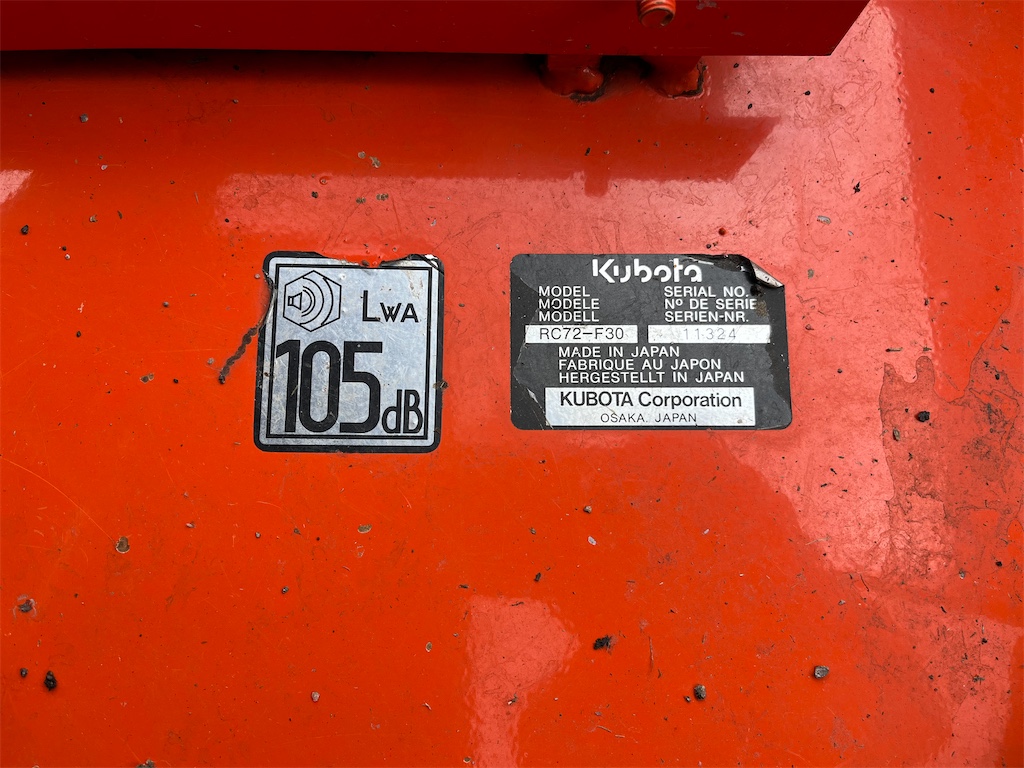 LWA
105dB
Kubota
MODEL SERIAL NO.
MODÈLE Nº DE SERIE
MODELL SERIEN-NR.
RC72-F30 11324
MADE IN JAPAN
FABRIQUE AU JAPON
HERGESTELLT IN JAPAN
KUBOTA Corporation
OSAKA, JAPAN